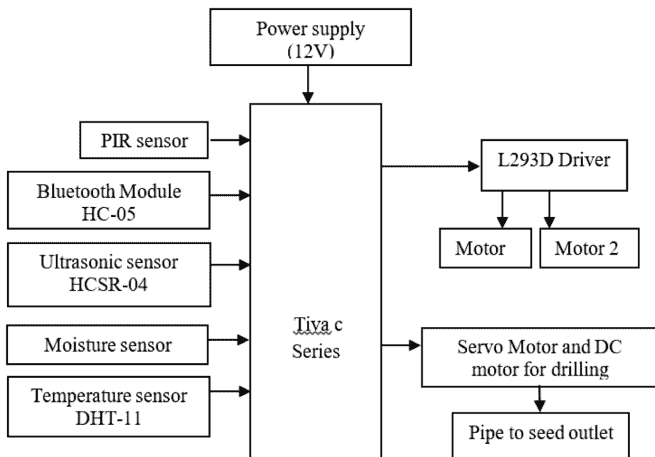 Power supply
(12V)
PIR sensor
Bluetooth Module
HC-05
Ultrasonic sensor
HCSR-04
Moisture sensor
Temperature sensor
DHT-11
Tiva c
Series
L293D Driver
Motor
Motor 2
Servo Motor and DC
motor for drilling
Pipe to seed outlet